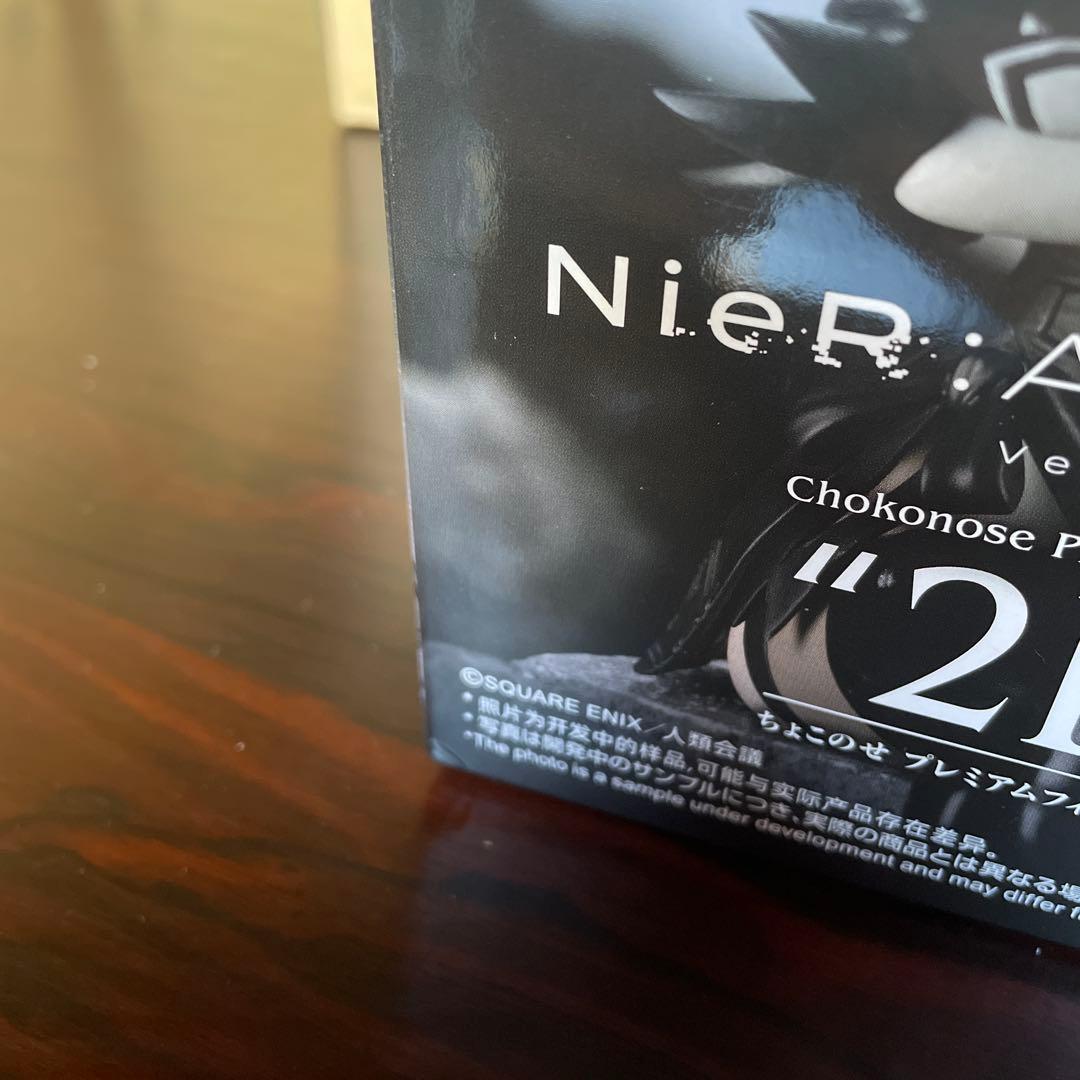 NieR:A
ve
Chokonose P
"2
ちょこのせ プレミアムフィ
©SQUARE ENIX／人類会議
*照片为开发中的样品,可能与实际产品存在差异。
*写真は開発中のサンプルにつき、実際の商品とは異なる場
*The photo is a sample under development and may differ f